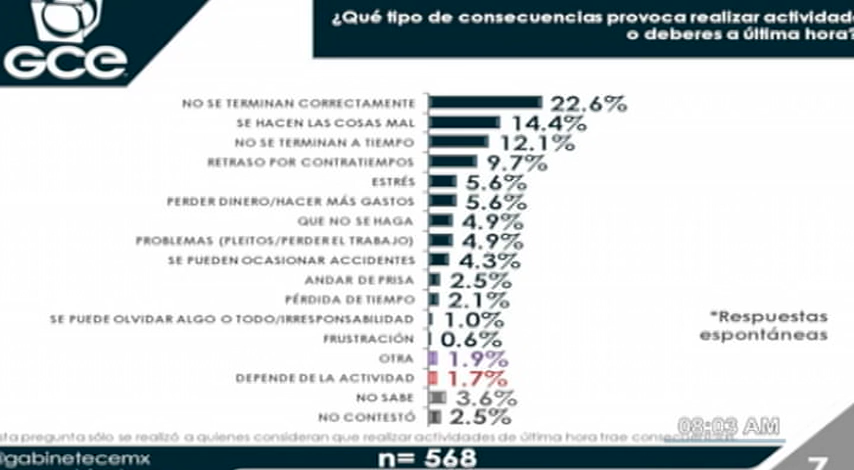 GCE
¿Qué tipo de consecuencias provoca realizar
o deberes a última hora?
NO SE TERMINAN CORRECTAMENTE 22.6%
SE HACEN LAS COSAS MAL 14.4%
NO SE TERMINAN A TIEMPO 12.1%
RETRASO POR CONTRATIEMPOS 9.7%
ESTRÉS 5.6%
PERDER DINERO/HACER MÁS GASTOS 5.6%
QUE NO SE HAGA 4.9%
PROBLEMAS (PLEITOS/PERDER EL TRABAJO) 4.9%
SE PUEDEN OCASIONAR ACCIDENTES 4.3%
ANDAR DE PRISA 2.5%
PÉRDIDA DE TIEMPO 2.1%
SE PUEDE OLVIDAR ALGO O TODO/IRRESPONSABILIDAD 1.0%
FRUSTRACIÓN 0.6%
OTRA 1.9%
DEPENDE DE LA ACTIVIDAD 1.7%
NO SABE 3.6%
NO CONTESTÓ 2.5%
*Respuestas
espontáneas
08:03 AM
pregunta sólo se realizó a quienes consideran que realizar actividades de última hora trae
@gabinetecemx
n= 568
7